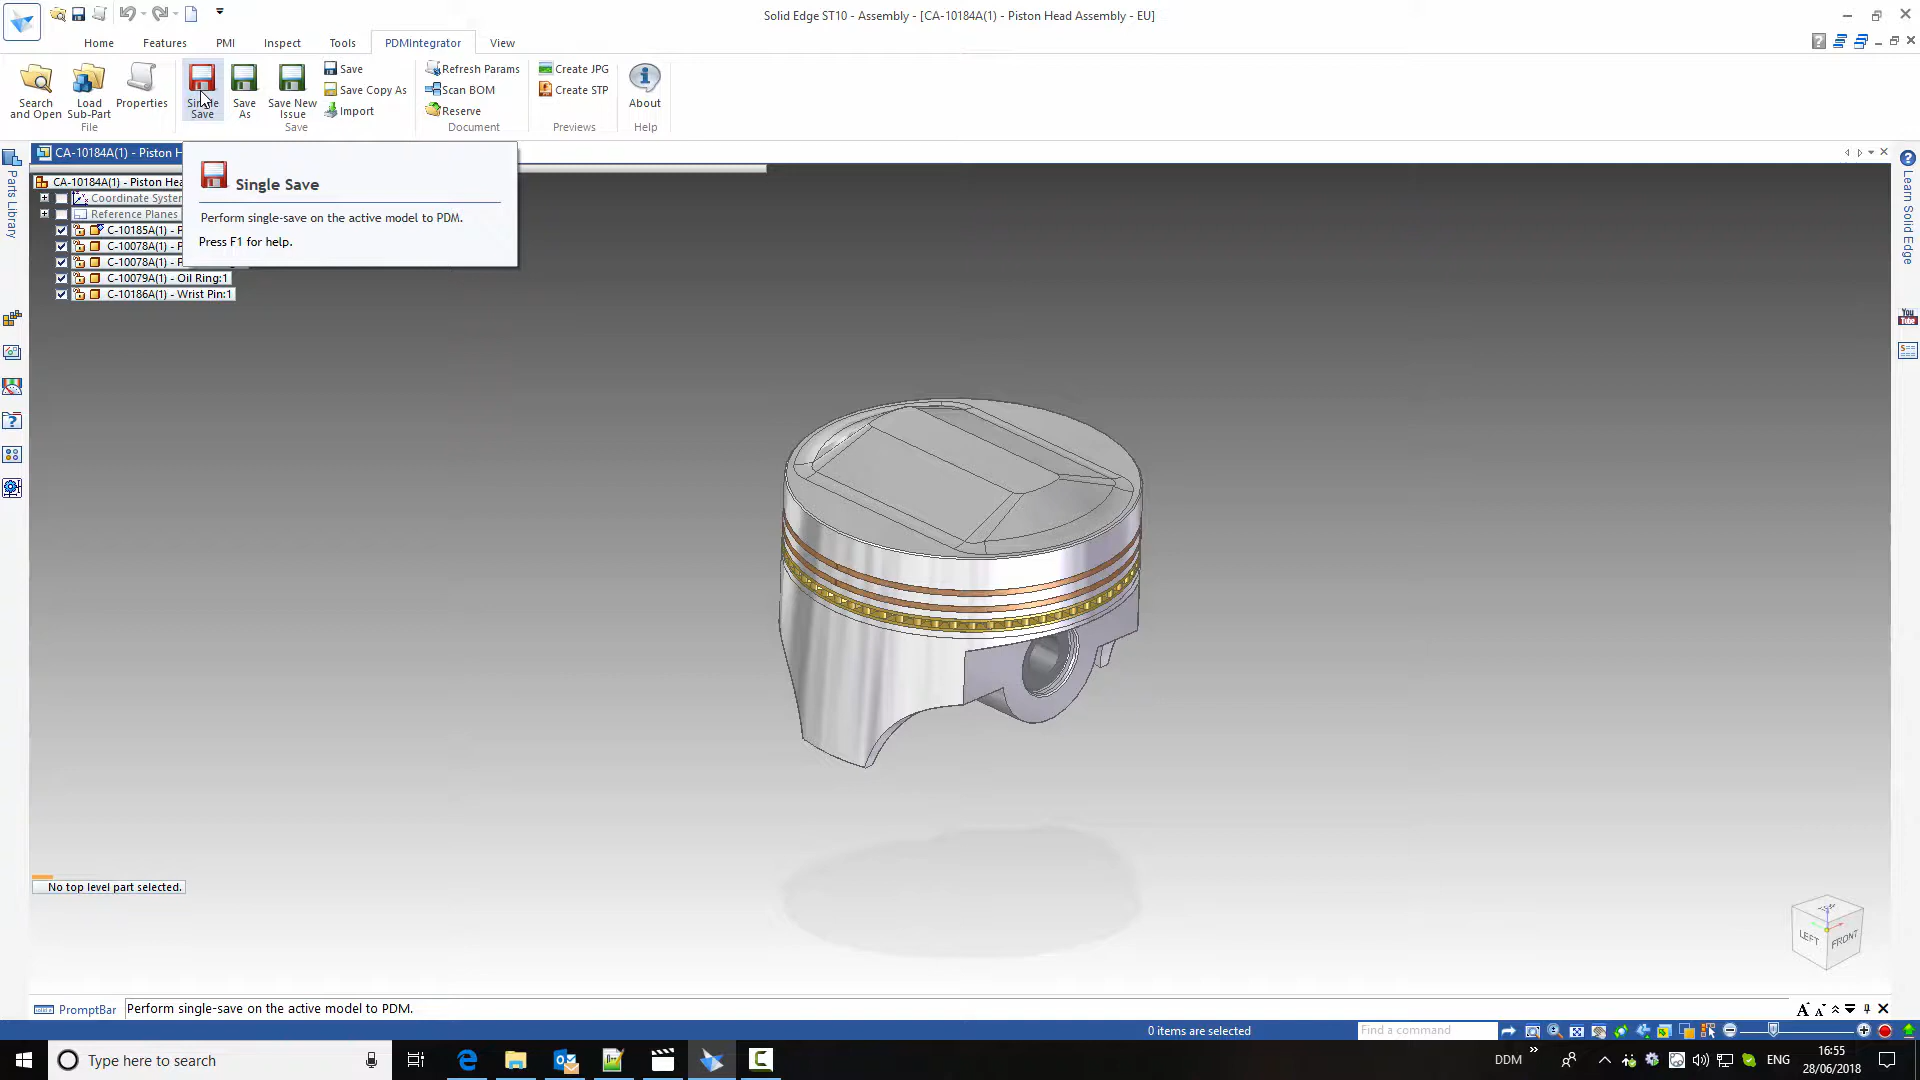 Solid Edge ST10 - Assembly - [CA-10184A(1) - Piston Head Assembly - EU]
Home Features PMI Inspect Tools PDMIntegrator View
Search and Open
Load Sub-Part
Properties
File
Single Save
Save As
Save New Issue
Save
Save Copy As
Import
Save
Refresh Params
Scan BOM
Reserve
Document
Create JPG
Create STP
Previews
About
Help
CA-10184A(1) - Piston H
CA-10184A(1) - Piston Hea
Coordinate System
Reference Planes
C-10185A(1) - P
C-10078A(1) - P
C-10078A(1) - P
C-10079A(1) - Oil Ring:1
C-10186A(1) - Wrist Pin:1
Single Save
Perform single-save on the active model to PDM.
Press F1 for help.
Parts Library
Learn Solid Edge
You Tube
No top level part selected.
TOP
LEFT
FRONT
PromptBar
Perform single-save on the active model to PDM.
0 items are selected
Find a command
Type here to search
DDM
ENG
16:55
28/06/2018